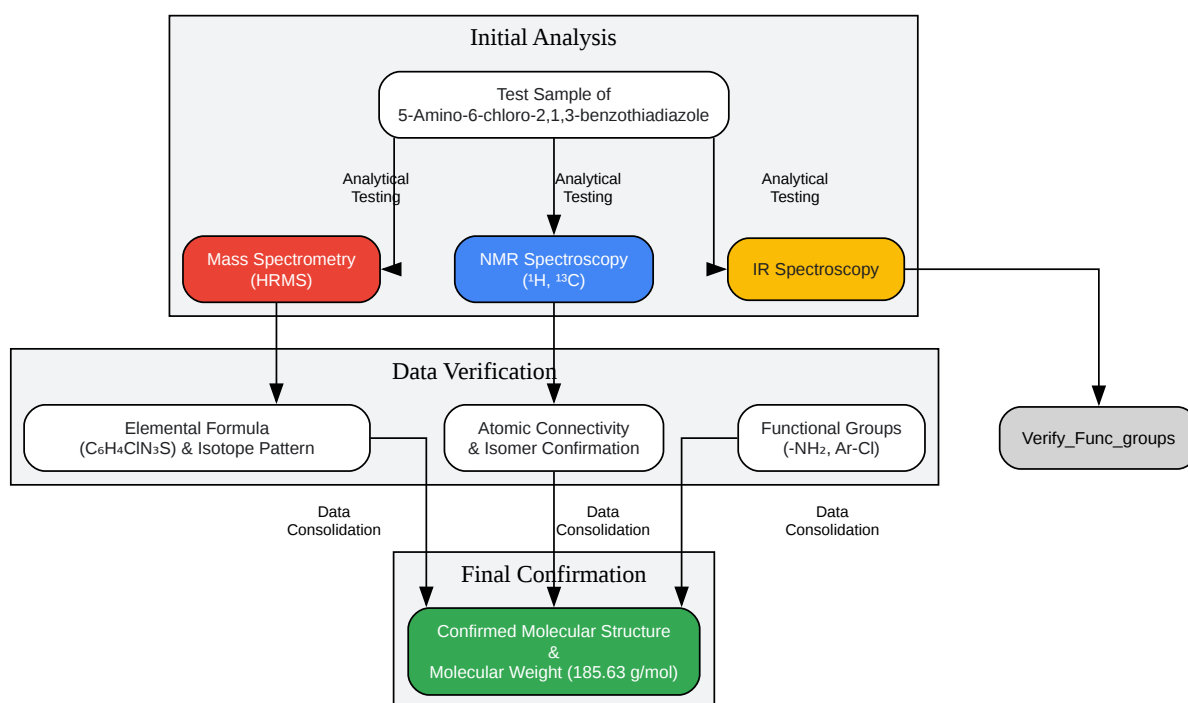 Initial Analysis
Test Sample of
5-Amino-6-chloro-2,1,3-benzothiadiazole
Analytical
Testing
Analytical
Testing
Analytical
Testing
Mass Spectrometry
(HRMS)
NMR Spectroscopy
(¹H, ¹³C)
IR Spectroscopy
Data Verification
Elemental Formula
(C₆H₄ClN₃S) & Isotope Pattern
Atomic Connectivity
& Isomer Confirmation
Functional Groups
(-NH₂, Ar-Cl)
Verify_Func_groups
Data
Consolidation
Data
Consolidation
Data
Consolidation
Final Confirmation
Confirmed Molecular Structure
&
Molecular Weight (185.63 g/mol)